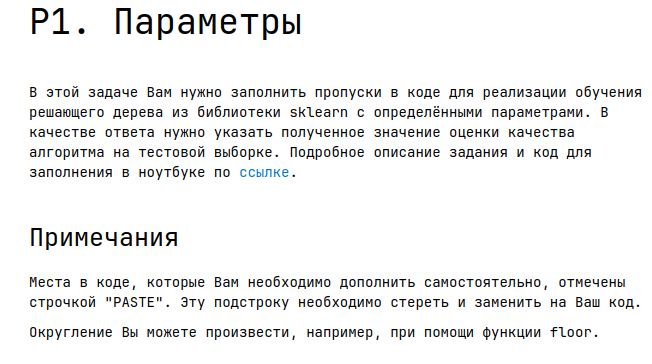 P1. Параметры
В этой задаче Вам нужно заполнить пропуски в коде для реализации обучения
решающего дерева из библиотеки sklearn с определёнными параметрами. В
качестве ответа нужно указать полученное значение оценки качества
алгоритма на тестовой выборке. Подробное описание задания и код для
заполнения в ноутбуке по ссылке.
Примечания
Места в коде, которые Вам необходимо дополнить самостоятельно, отмечены
строчкой "PASTE". Эту подстроку необходимо стереть и заменить на Ваш код.
Округление Вы можете произвести, например, при помощи функции floor.